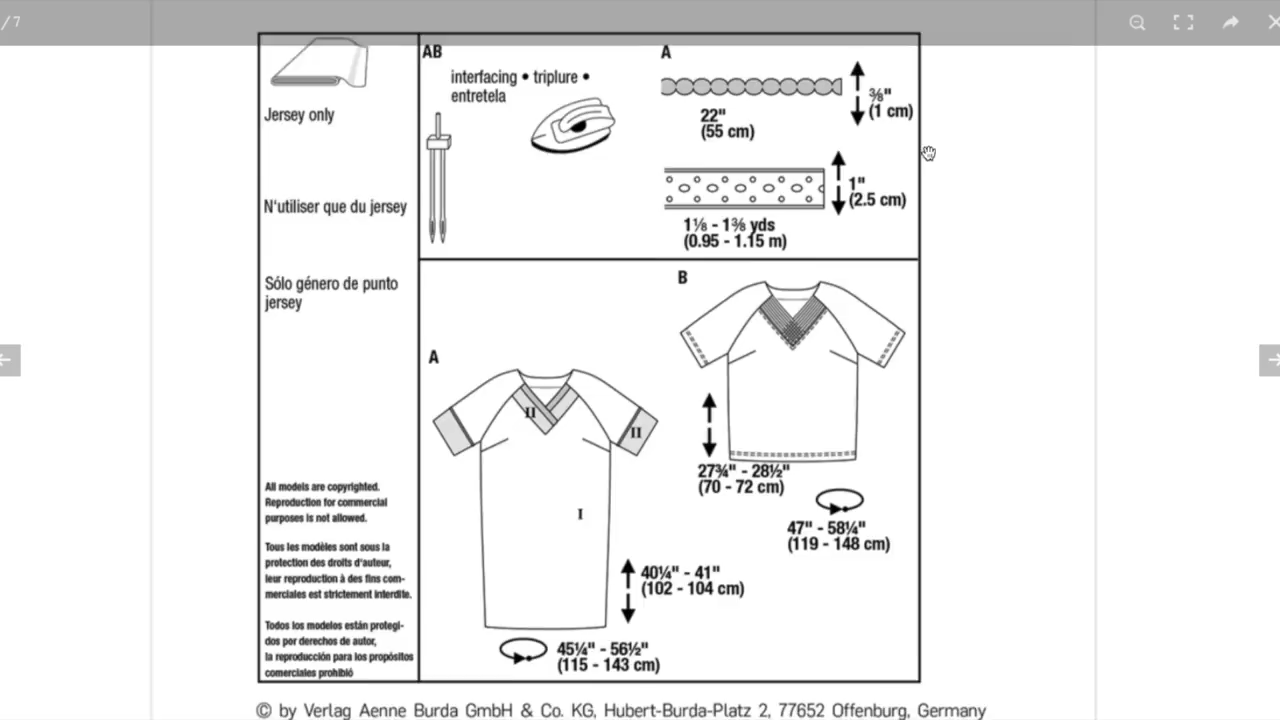 / 7
Jersey only
N'utiliser que du jersey
Sólo género de punto
jersey
All models are copyrighted.
Reproduction for commercial
purposes is not allowed.
Tous les modèles sont sous la
protection des droits d'auteur,
leur reproduction à des fins com-
merciales est strictement interdite.
Todos los modelos están protegi-
dos por derechos de autor,
la reproducción para los propósitos
comerciales prohibió
AB
interfacing • triplure •
entretela
A
3/8"
(1 cm)
22"
(55 cm)
1"
(2.5 cm)
1⅛ - 1⅜ yds
(0.95 - 1.15 m)
B
27¾" - 28½"
(70 - 72 cm)
47" - 58¼"
(119 - 148 cm)
A
II
II
I
40¼" - 41"
(102 - 104 cm)
45¼" - 56½"
(115 - 143 cm)
© by Verlag Aenne Burda GmbH & Co. KG, Hubert-Burda-Platz 2, 77652 Offenburg, Germany